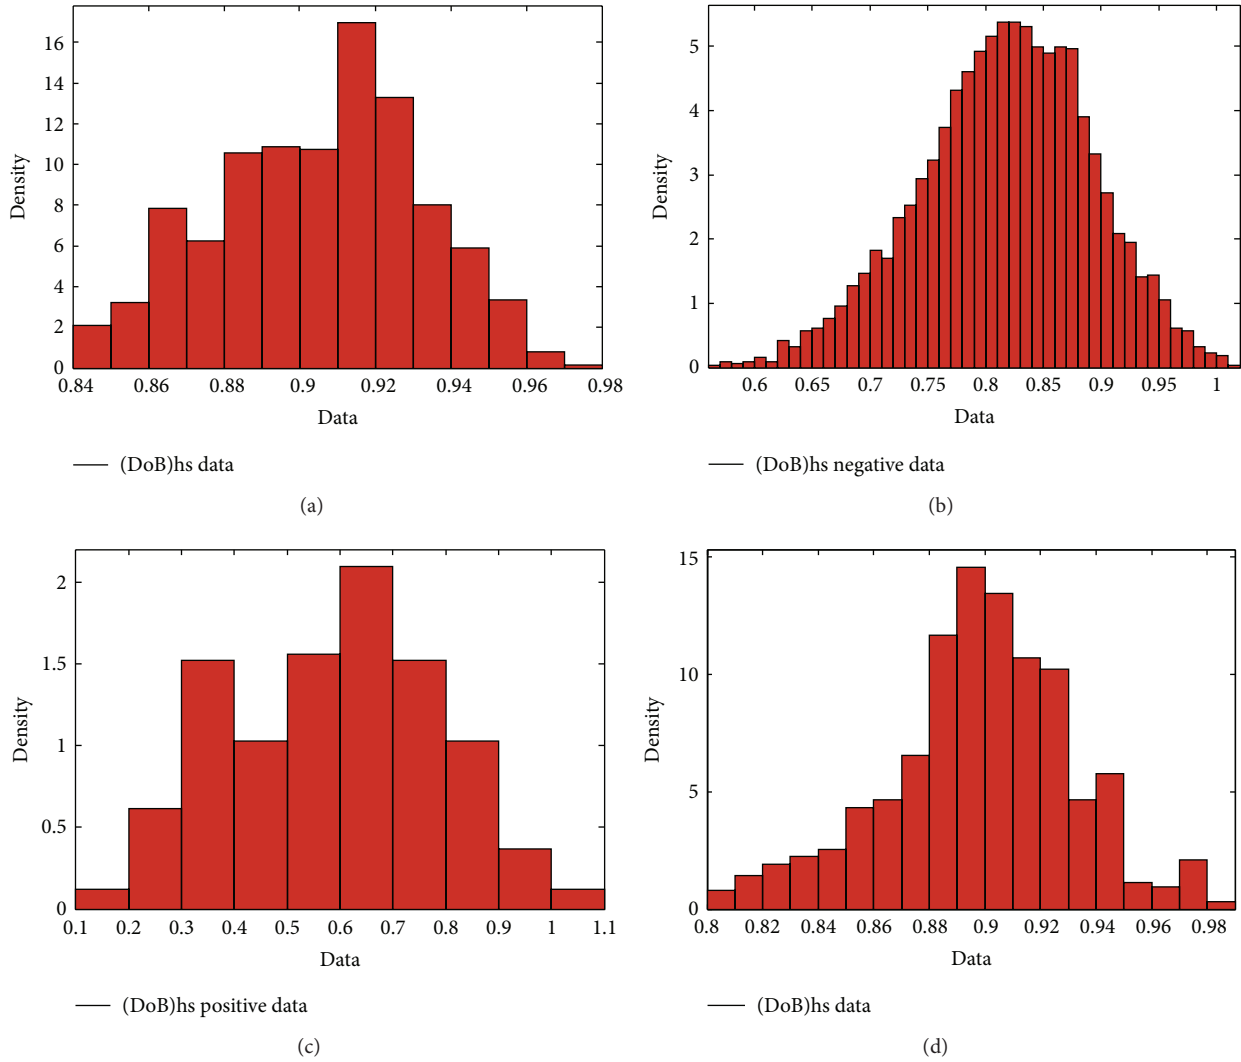 16
14
12
10
8
6
4
2
0
Density
0.84 0.86 0.88 0.9 0.92 0.94 0.96 0.98
Data
(DoB)hs data
(a)
5
4
3
2
1
0
Density
0.6 0.65 0.7 0.75 0.8 0.85 0.9 0.95 1
Data
(DoB)hs negative data
(b)
2
1.5
1
0.5
0
Density
0.1 0.2 0.3 0.4 0.5 0.6 0.7 0.8 0.9 1 1.1
Data
(DoB)hs positive data
(c)
15
10
5
0
Density
0.8 0.82 0.84 0.86 0.88 0.9 0.92 0.94 0.96 0.98
Data
(DoB)hs data
(d)